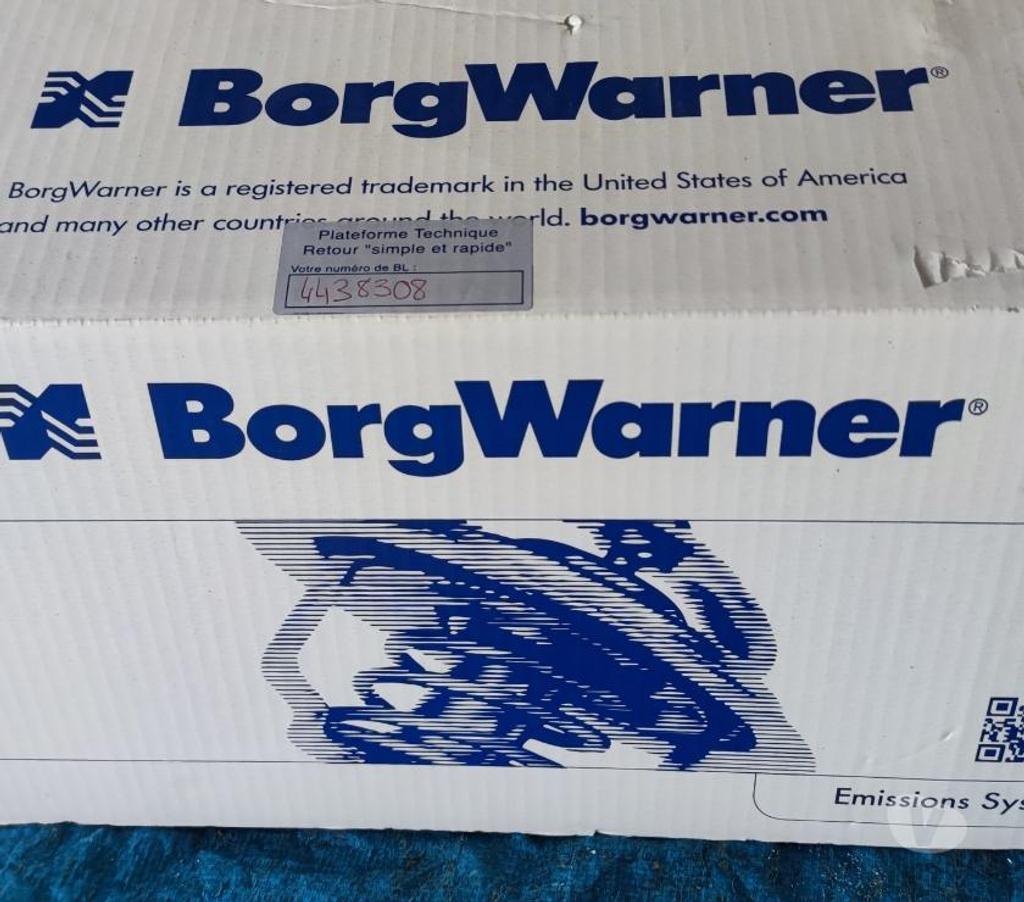 BorgWarner®
BorgWarner is a registered trademark in the United States of America
and many other countries around the world. borgwarner.com
Plateforme Technique
Retour "simple et rapide"
Votre numéro de BL :
4438308
BorgWarner®
Emissions Sys
V